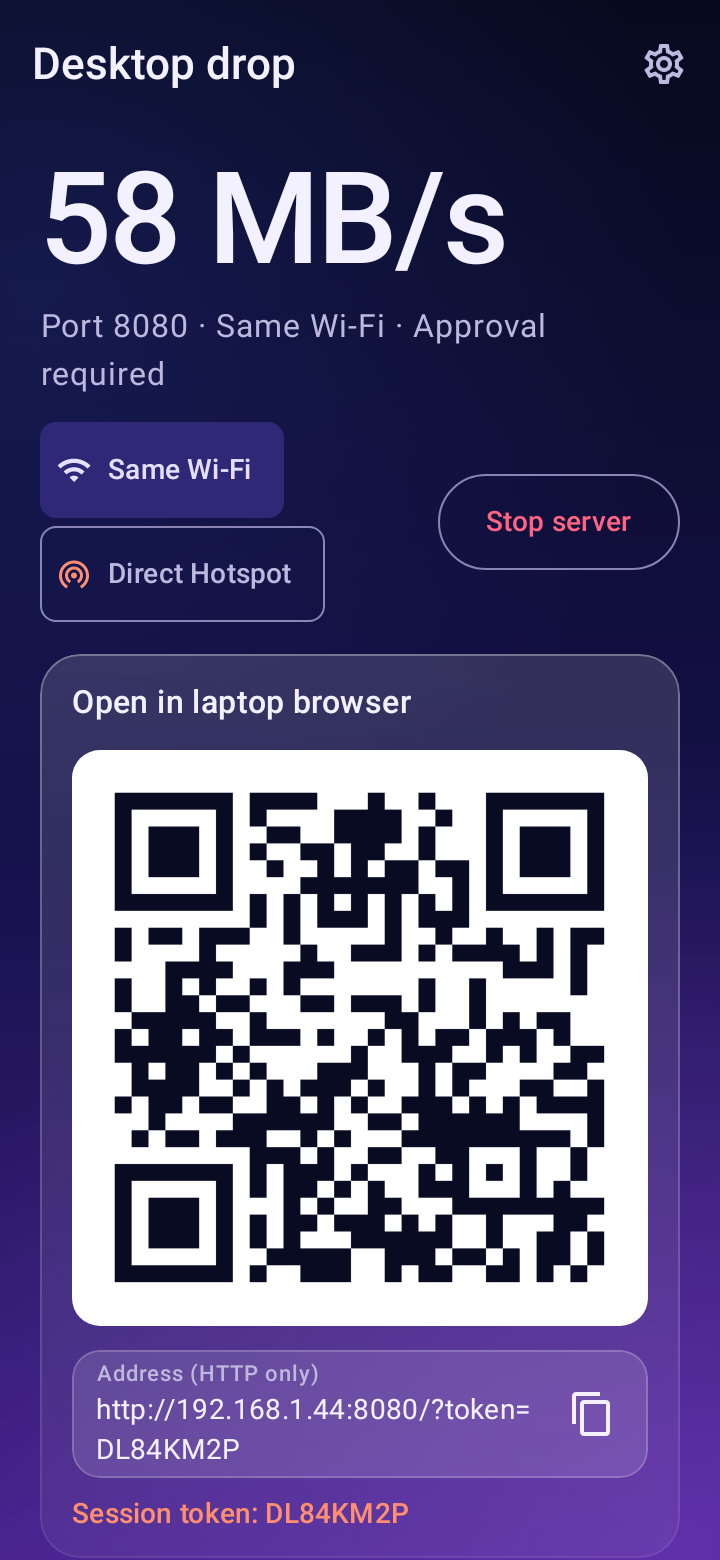 Desktop drop
58 MB/s
Port 8080 · Same Wi-Fi · Approval
required
Same Wi-Fi
Direct Hotspot
Stop server
Open in laptop browser
Address (HTTP only)
http://192.168.1.44:8080/?token=
DL84KM2P
Session token: DL84KM2P